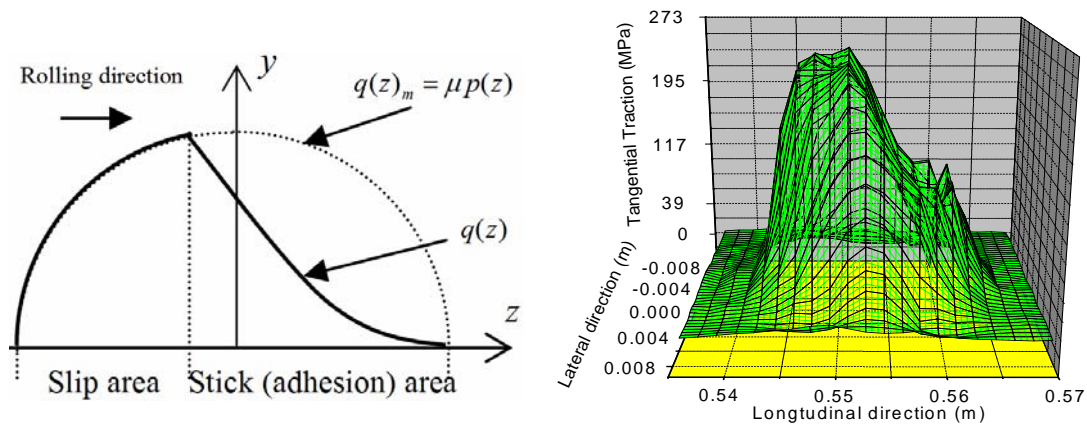 Rolling direction
y
q(z)m = μp(z)
q(z)
z
Slip area
Stick (adhesion) area
Tangential Traction (MPa)
273
195
117
39
0
Lateral direction (m)
-0.008
-0.004
0.000
0.004
0.008
0.54
0.55
0.56
0.57
Longtudinal direction (m)